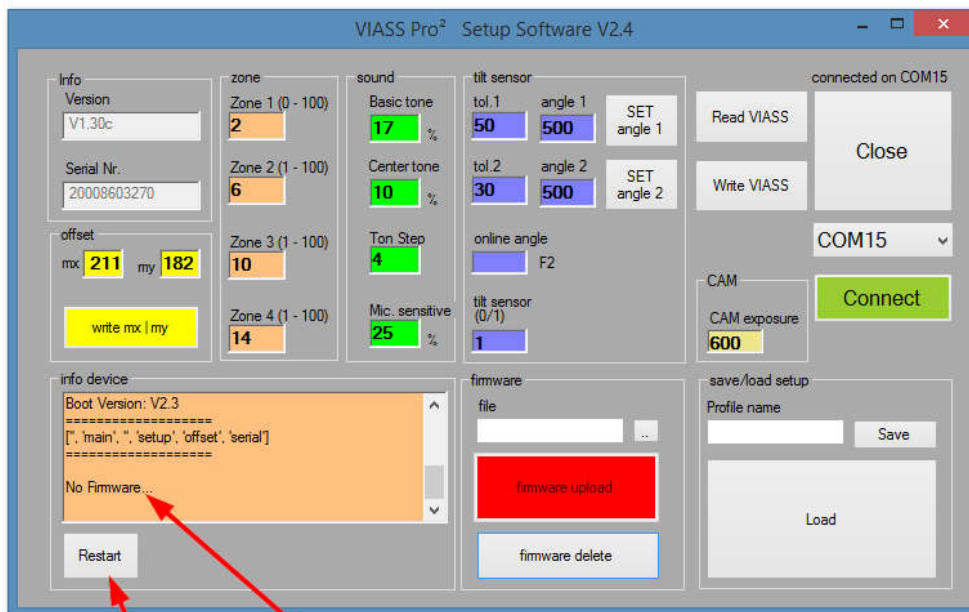 VIASS Pro² Setup Software V2.4
Info
Version
V1.30c
Serial Nr.
20008603270
offset
mx 211 my 182
write mx | my
zone
Zone 1 (0 - 100)
2
Zone 2 (1 - 100)
6
Zone 3 (1 - 100)
10
Zone 4 (1 - 100)
14
sound
Basic tone
17 %
Center tone
10 %
Ton Step
4
Mic. sensitive
25 %
tilt sensor
tol.1 angle 1
50 500 SET angle 1
tol.2 angle 2
30 500 SET angle 2
online angle
F2
tilt sensor
(0/1)
1
Read VIASS
Write VIASS
CAM
CAM exposure
600
connected on COM15
Close
COM15
Connect
info device
Boot Version: V2.3
===================
['', 'main', '', 'setup', 'offset', 'serial']
===================
No Firmware...
Restart
firmware
file
..
firmware upload
firmware delete
save/load setup
Profile name
Save
Load